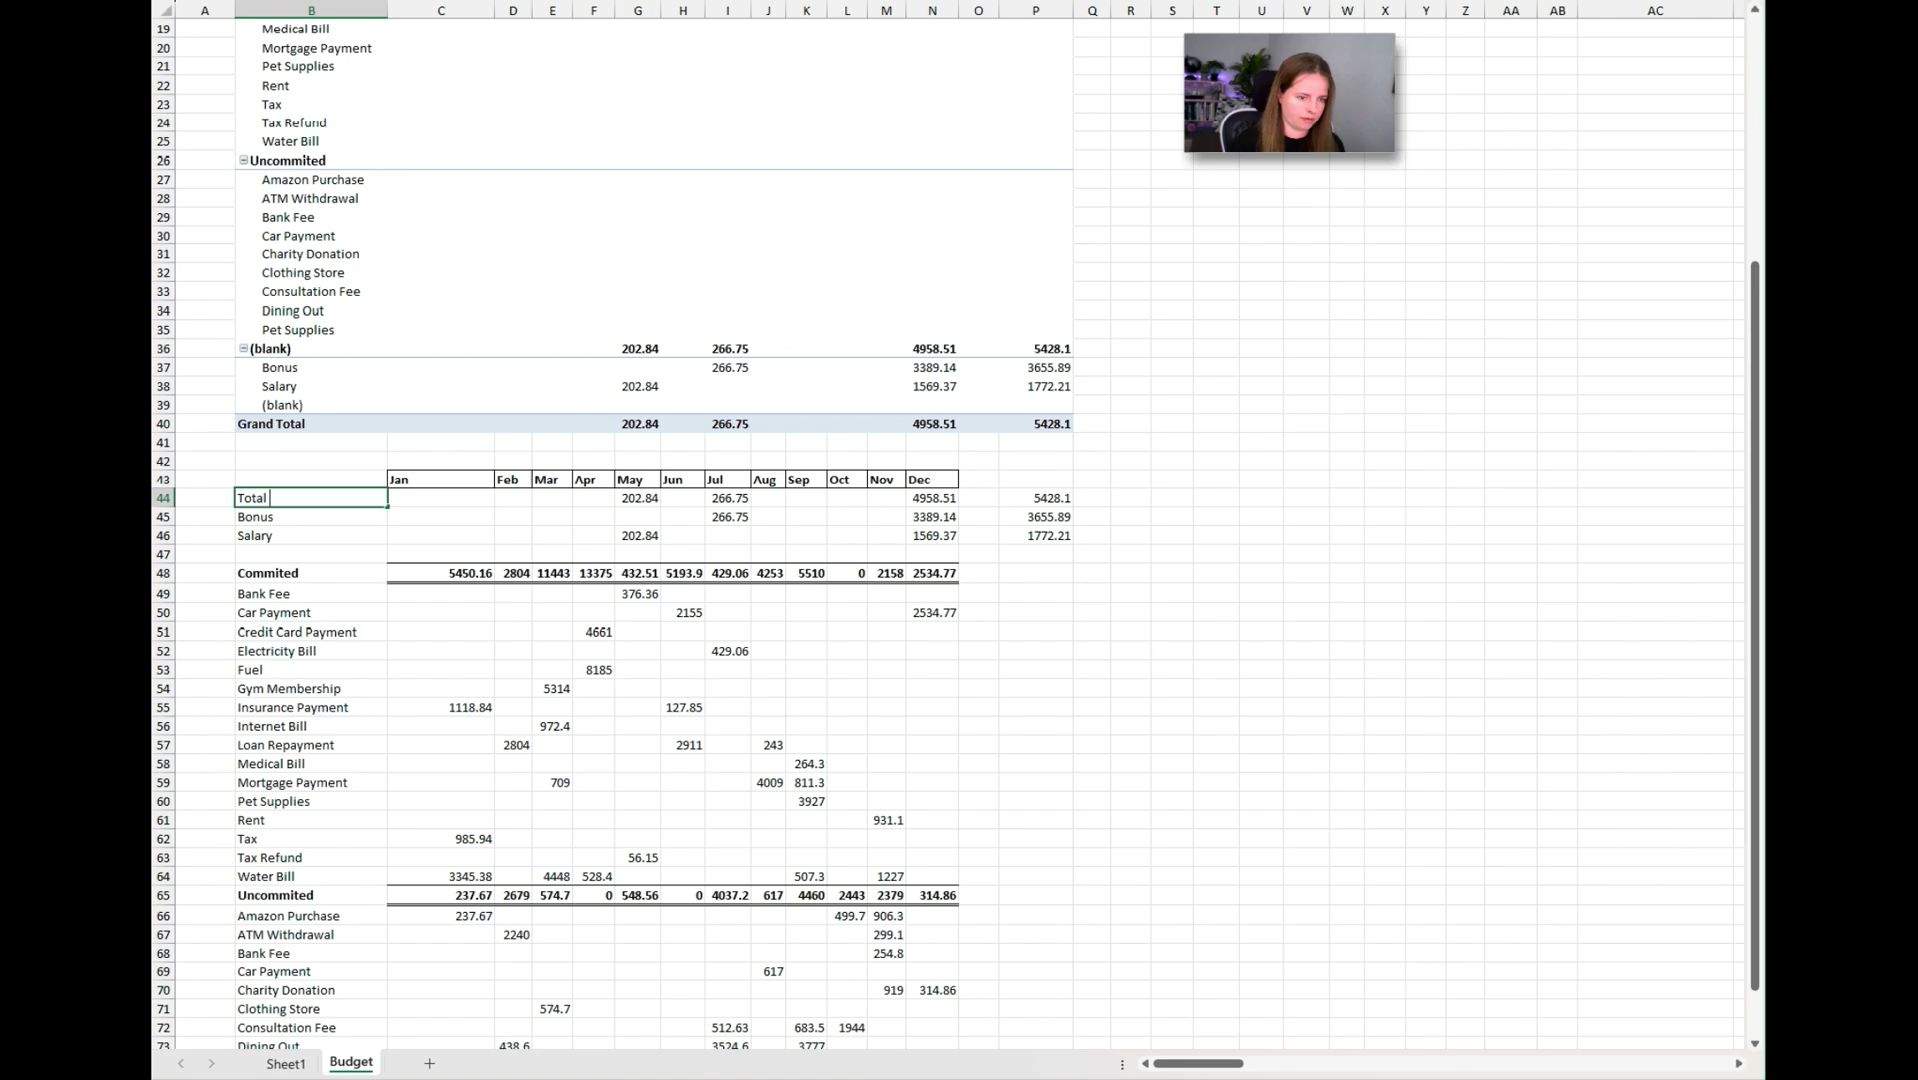 A B C D E F G H I J K L M N O P Q R S T U V W X Y Z AA AB AC
19 Medical Bill
20 Mortgage Payment
21 Pet Supplies
22 Rent
23 Tax
24 Tax Refund
25 Water Bill
26 Uncommited
27 Amazon Purchase
28 ATM Withdrawal
29 Bank Fee
30 Car Payment
31 Charity Donation
32 Clothing Store
33 Consultation Fee
34 Dining Out
35 Pet Supplies
36 (blank) 202.84 266.75 4958.51 5428.1
37 Bonus 266.75 3389.14 3655.89
38 Salary 202.84 1569.37 1772.21
39 (blank)
40 Grand Total 202.84 266.75 4958.51 5428.1
41
42
43 Jan Feb Mar Apr May Jun Jul Aug Sep Oct Nov Dec
44 Total 202.84 266.75 4958.51 5428.1
45 Bonus 266.75 3389.14 3655.89
46 Salary 202.84 1569.37 1772.21
47
48 Commited 5450.16 2804 11443 13375 432.51 5193.9 429.06 4253 5510 0 2158 2534.77
49 Bank Fee 376.36
50 Car Payment 2155 2534.77
51 Credit Card Payment 4661
52 Electricity Bill 429.06
53 Fuel 8185
54 Gym Membership 5314
55 Insurance Payment 1118.84 127.85
56 Internet Bill 972.4
57 Loan Repayment 2804 2911 243
58 Medical Bill 264.3
59 Mortgage Payment 709 4009 811.3
60 Pet Supplies 3927
61 Rent 931.1
62 Tax 985.94
63 Tax Refund 56.15
64 Water Bill 3345.38 4448 528.4 507.3 1227
65 Uncommited 237.67 2679 574.7 0 548.56 0 4037.2 617 4460 2443 2379 314.86
66 Amazon Purchase 237.67 499.7 906.3
67 ATM Withdrawal 2240 299.1
68 Bank Fee 254.8
69 Car Payment 617
70 Charity Donation 919 314.86
71 Clothing Store 574.7
72 Consultation Fee 512.63 683.5 1944
73 Dining Out 438.6 3524.6 3777
Sheet1 Budget